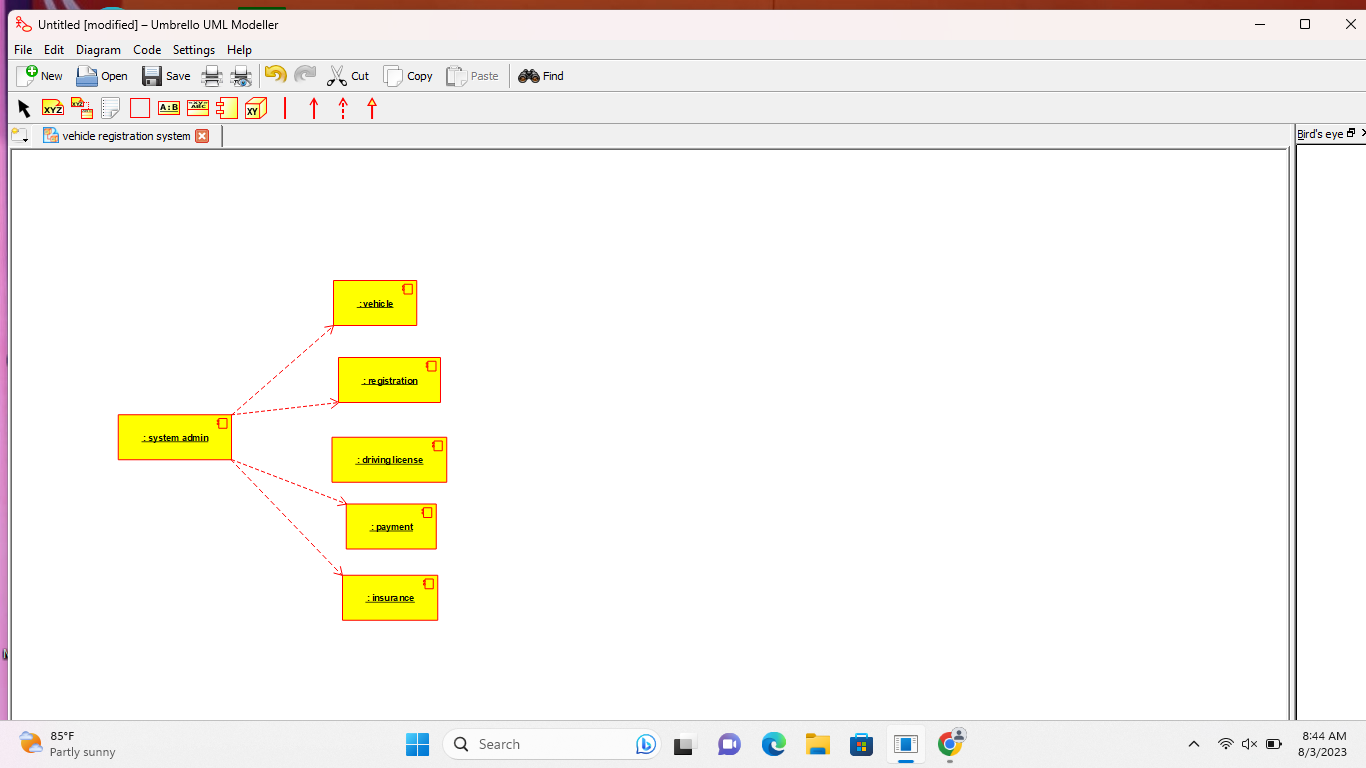 Untitled [modified] – Umbrello UML Modeller
File Edit Diagram Code Settings Help
New Open Save Cut Copy Paste Find
XYZ XYZ A:B XYZ ABC XY
vehicle registration system
Bird's eye
: vehicle
: registration
: system admin
: driving license
: payment
: insurance
85°F
Partly sunny
Search
8:44 AM
8/3/2023